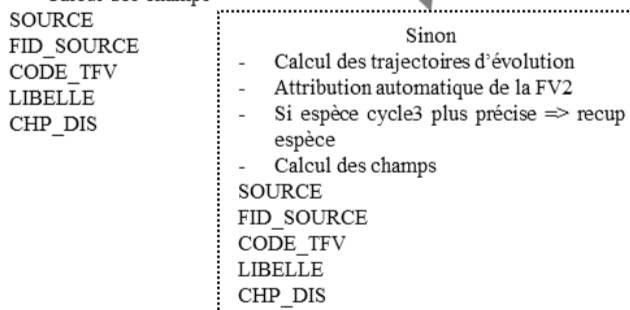 SOURCE
FID_SOURCE
CODE_TFV
LIBELLE
CHP_DIS
Sinon
- Calcul des trajectoires d'évolution
- Attribution automatique de la FV2
- Si espèce cycle3 plus précise => recup
espèce
- Calcul des champs
SOURCE
FID_SOURCE
CODE_TFV
LIBELLE
CHP_DIS